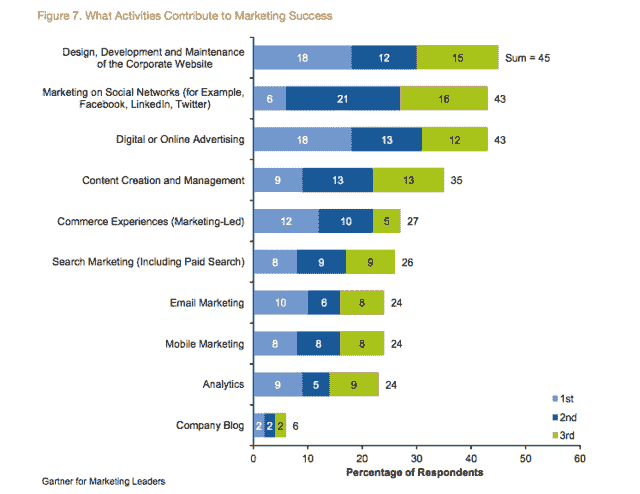 Figure 7. What Activities Contribute to Marketing Success
Design, Development and Maintenance
of the Corporate Website
18 12 15 Sum = 45
Marketing on Social Networks (for Example,
Facebook, LinkedIn, Twitter)
6 21 16 43
Digital or Online Advertising 18 13 12 43
Content Creation and Management 9 13 13 35
Commerce Experiences (Marketing-Led) 12 10 5 27
Search Marketing (Including Paid Search) 8 9 9 26
Email Marketing 10 6 8 24
Mobile Marketing 8 8 8 24
Analytics 9 5 9 24
Company Blog 2 2 2 6
1st
2nd
3rd
0 10 20 30 40 50 60
Percentage of Respondents
Gartner for Marketing Leaders